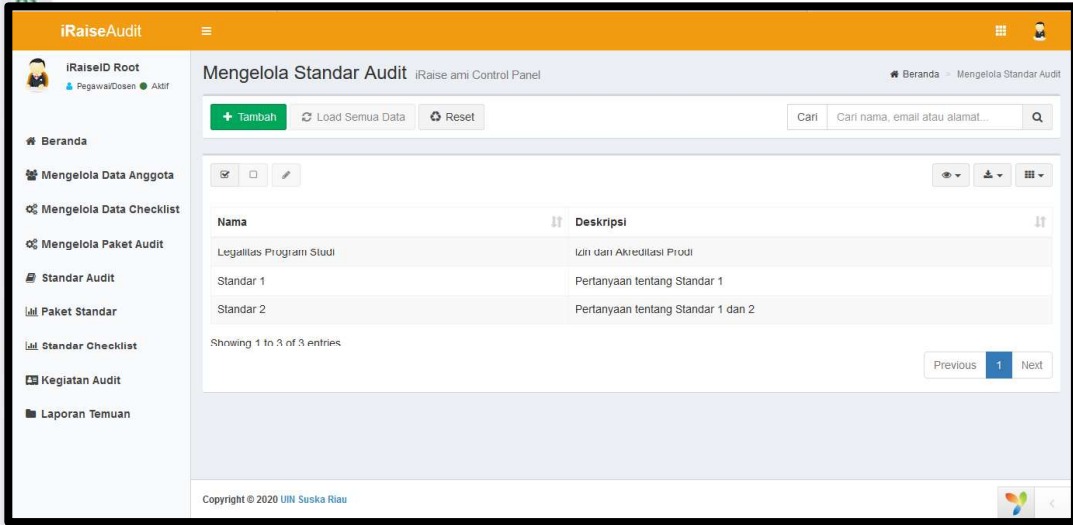 iRaiseAudit
iRaiseID Root
Pegawai/Dosen Aktif
Beranda
Mengelola Data Anggota
Mengelola Data Checklist
Mengelola Paket Audit
Standar Audit
Paket Standar
Standar Checklist
Kegiatan Audit
Laporan Temuan
Mengelola Standar Audit iRaise ami Control Panel
Beranda > Mengelola Standar Audit
+ Tambah Load Semua Data Reset
Cari Cari nama, email atau alamat...
Nama Deskripsi
Legalitas Program Studi Izin dan Akreditasi Prodi
Standar 1 Pertanyaan tentang Standar 1
Standar 2 Pertanyaan tentang Standar 1 dan 2
Showing 1 to 3 of 3 entries
Previous 1 Next
Copyright © 2020 UIN Suska Riau